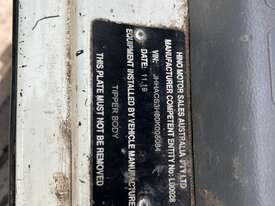 HINO MOTOR SALES AUSTRALIA PTY LTD
MANUFACTURER COMPETENT ENTITY No: L00028
VIN:
DATE: 11.19
EQUIPMENT INSTALLED BY VEHICLE MANUFACTURER
TIPPER BODY
THIS PLATE MUST NOT BE REMOVED